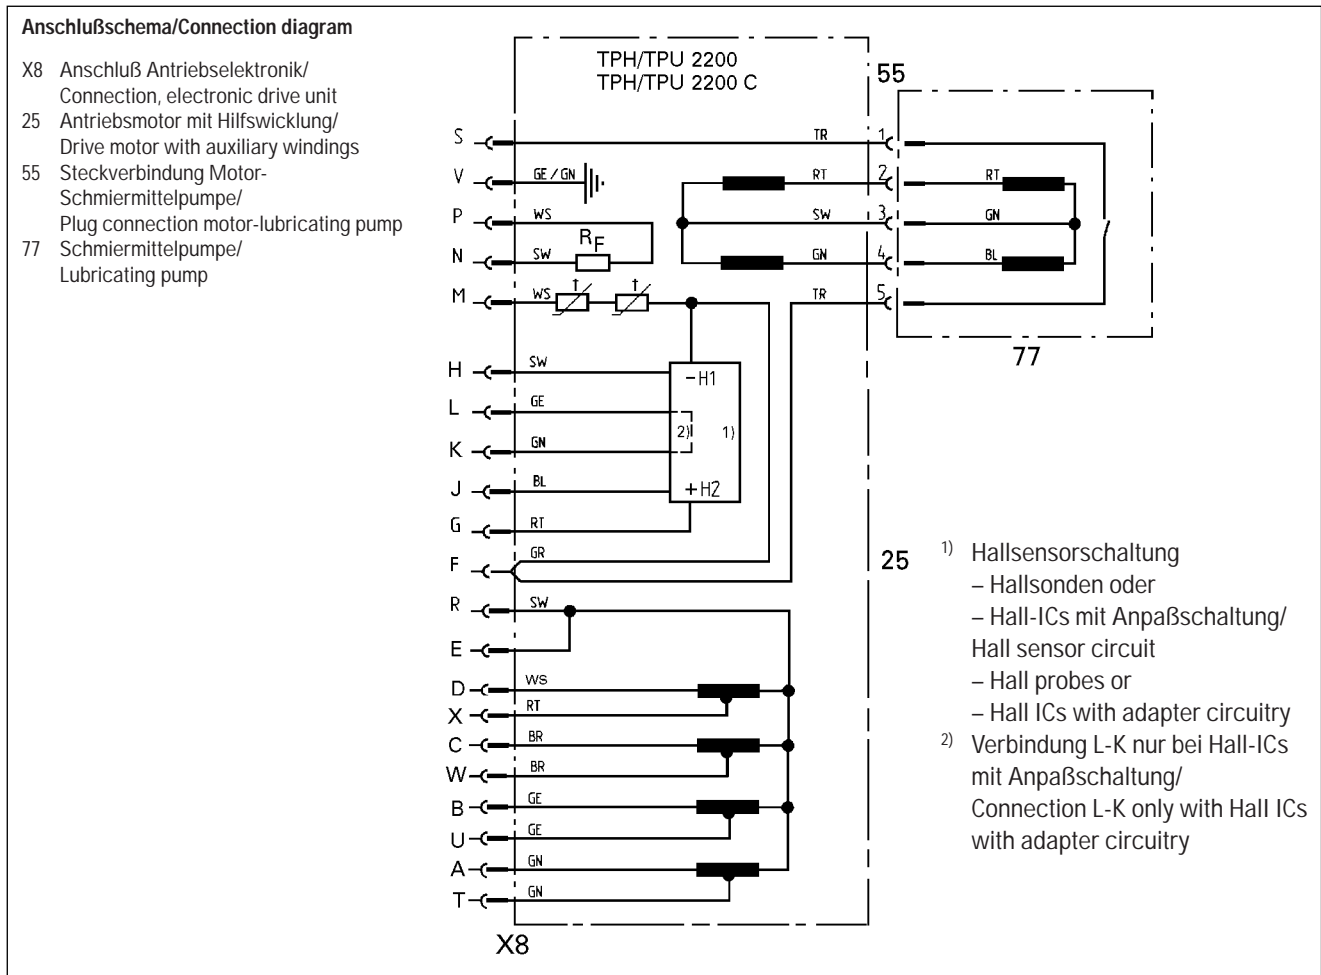 Anschlußschema/Connection diagram
X8 Anschluß Antriebselektronik/
Connection, electronic drive unit
25 Antriebsmotor mit Hilfswicklung/
Drive motor with auxiliary windings
55 Steckverbindung Motor-
Schmiermittelpumpe/
Plug connection motor-lubricating pump
77 Schmiermittelpumpe/
Lubricating pump
TPH/TPU 2200
TPH/TPU 2200 C
55
S TR 1
V GE/GN RT 2 RT
P WS SW 3 GN
N SW RF GN 4 BL
M WS t t TR 5
77
H SW -H1
L GE
2) 1)
K GN
J BL +H2
G RT
F GR
25
R SW
E
D WS
X RT
C BR
W BR
B GE
U GE
A GN
T GN
X8
1) Hallsensorschaltung
– Hallsonden oder
– Hall-ICs mit Anpaßschaltung/
Hall sensor circuit
– Hall probes or
– Hall ICs with adapter circuitry
2) Verbindung L-K nur bei Hall-ICs
mit Anpaßschaltung/
Connection L-K only with Hall ICs
with adapter circuitry